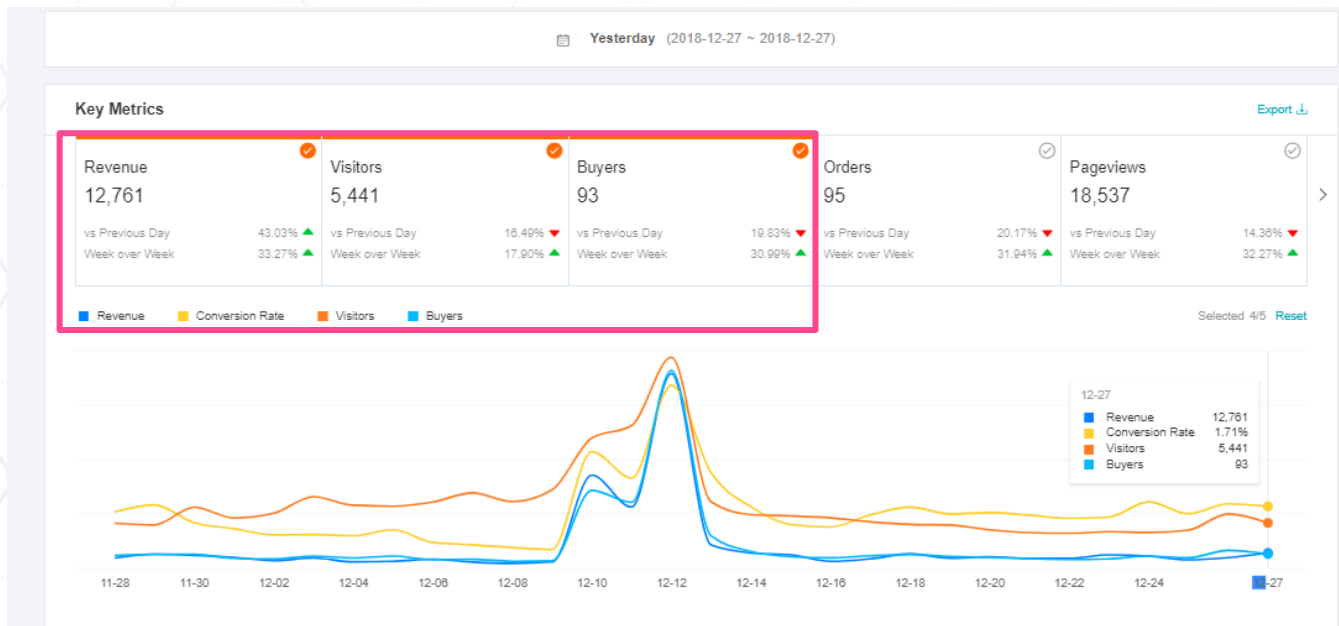 Yesterday (2018-12-27 ~ 2018-12-27)
Key Metrics
Export
Revenue
12,761
vs Previous Day 43.03%
Week over Week 33.27%
Visitors
5,441
vs Previous Day 16.49%
Week over Week 17.90%
Buyers
93
vs Previous Day 19.83%
Week over Week 30.99%
Orders
95
vs Previous Day 20.17%
Week over Week 31.94%
Pageviews
18,537
vs Previous Day 14.36%
Week over Week 32.27%
Revenue Conversion Rate Visitors Buyers
Selected 4/5 Reset
12-27
Revenue 12,761
Conversion Rate 1.71%
Visitors 5,441
Buyers 93
11-28 11-30 12-02 12-04 12-06 12-08 12-10 12-12 12-14 12-16 12-18 12-20 12-22 12-24 12-27